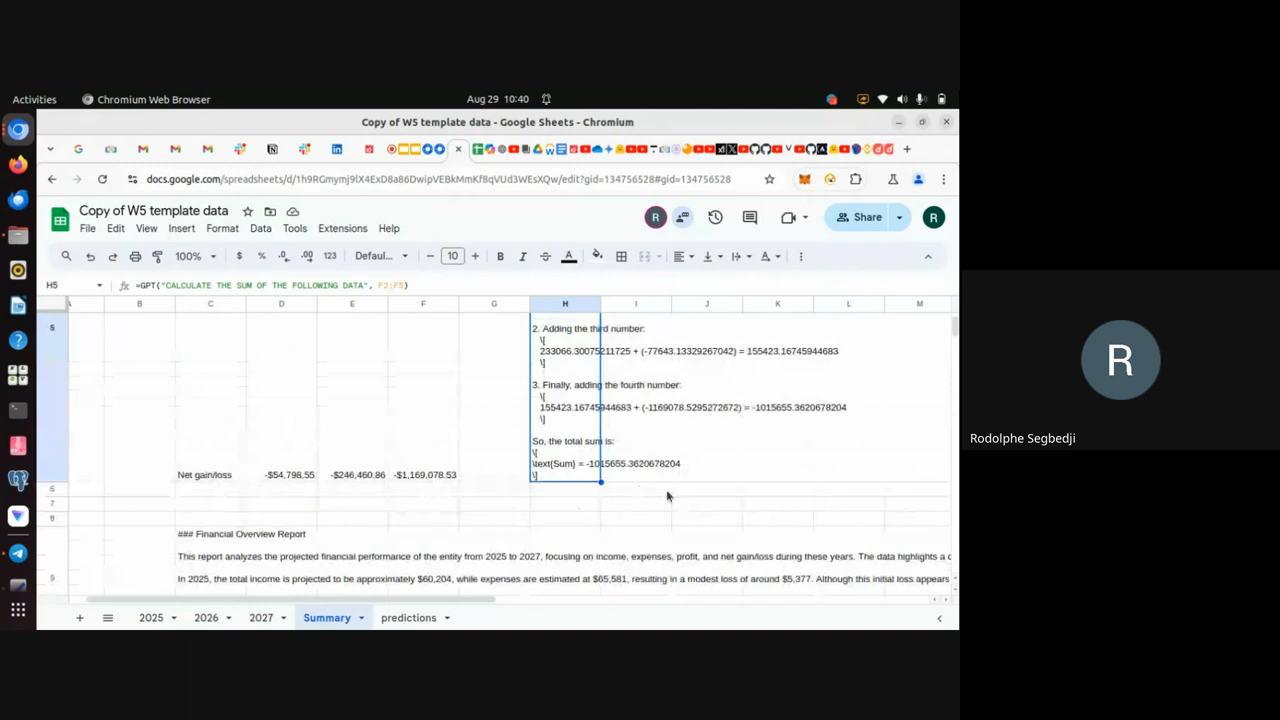 Activities
Chromium Web Browser
Aug 29 10:40
Copy of W5 template data - Google Sheets - Chromium
docs.google.com/spreadsheets/d/1h9RGmymj9lX4ExD8a86DwipVEBkMmKf8qVUd3WEsXQw/edit?gid=134756528#gid=134756528
Copy of W5 template data
R
Share
R
File Edit View Insert Format Data Tools Extensions Help
100% $ % .0 .00 123 Defaul... 10 B I A
H5 =GPT("CALCULATE THE SUM OF THE FOLLOWING DATA", F2:F5)
A B C D E F G H I J K L M
5
2. Adding the third number:
\[
233066.30075211725 + (-77643.13329267042) = 155423.16745944683
\]
3. Finally, adding the fourth number:
\[
155423.16745944683 + (-1169078.5295272672) = -1015655.3620678204
\]
So, the total sum is:
\[
\text{Sum} = -1015655.3620678204
\]
Net gain/loss -$54,798.55 -$246,460.86 -$1,169,078.53
6
7
8
### Financial Overview Report
This report analyzes the projected financial performance of the entity from 2025 to 2027, focusing on income, expenses, profit, and net gain/loss during these years. The data highlights a
9
In 2025, the total income is projected to be approximately $60,204, while expenses are estimated at $65,581, resulting in a modest loss of around $5,377. Although this initial loss appears
2025 2026 2027 Summary predictions
R
Rodolphe Segbedji